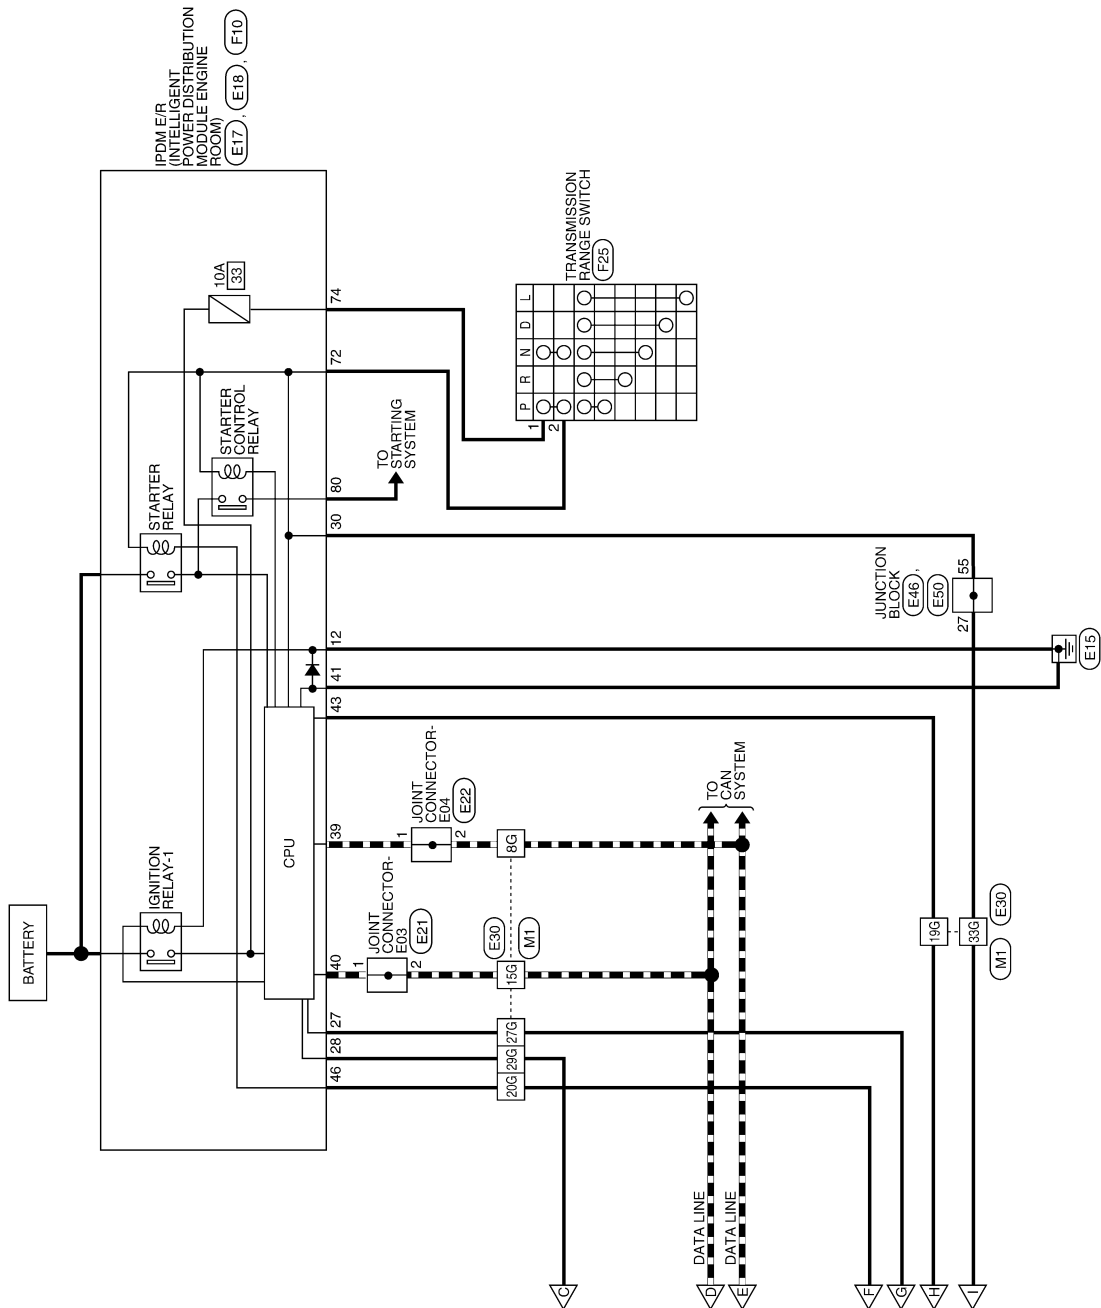 BATTERY
IPDM E/R
(INTELLIGENT
POWER DISTRIBUTION
MODULE ENGINE
ROOM)
E17 , E18 , F10
IGNITION
RELAY-1
STARTER
RELAY
STARTER
CONTROL
RELAY
10A
33
CPU
46
28
27
40
39
43
41
12
30
80
72
74
TO
STARTING
SYSTEM
TRANSMISSION
RANGE SWITCH
F25
P R N D L
1
2
1
JOINT
CONNECTOR-
E03
E21
2
1
JOINT
CONNECTOR-
E04
E22
2
20G
29G
27G
15G
8G
E30
M1
JUNCTION
BLOCK
E46 ,
E50
27
55
E15
TO
CAN
SYSTEM
DATA LINE
DATA LINE
19G
33G
M1
E30
C
D
E
F
G
H
I